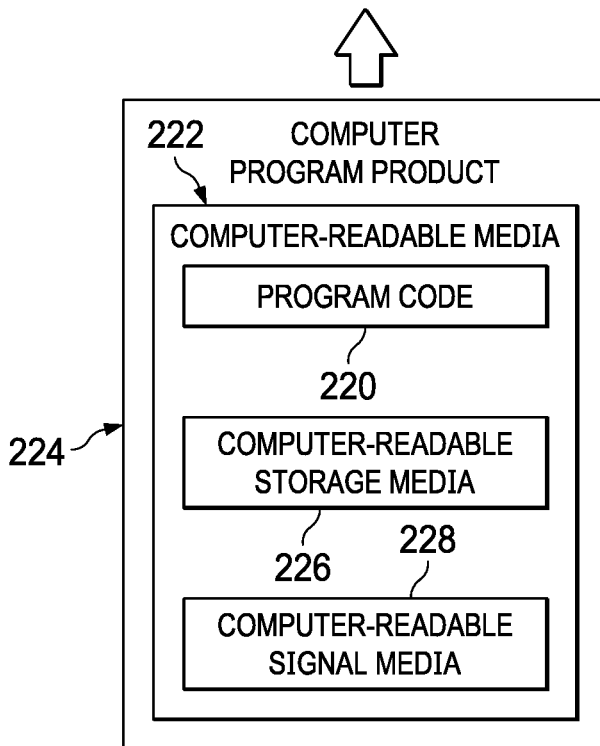 222
COMPUTER
PROGRAM PRODUCT
COMPUTER-READABLE MEDIA
PROGRAM CODE
220
224
COMPUTER-READABLE
STORAGE MEDIA
226
228
COMPUTER-READABLE
SIGNAL MEDIA